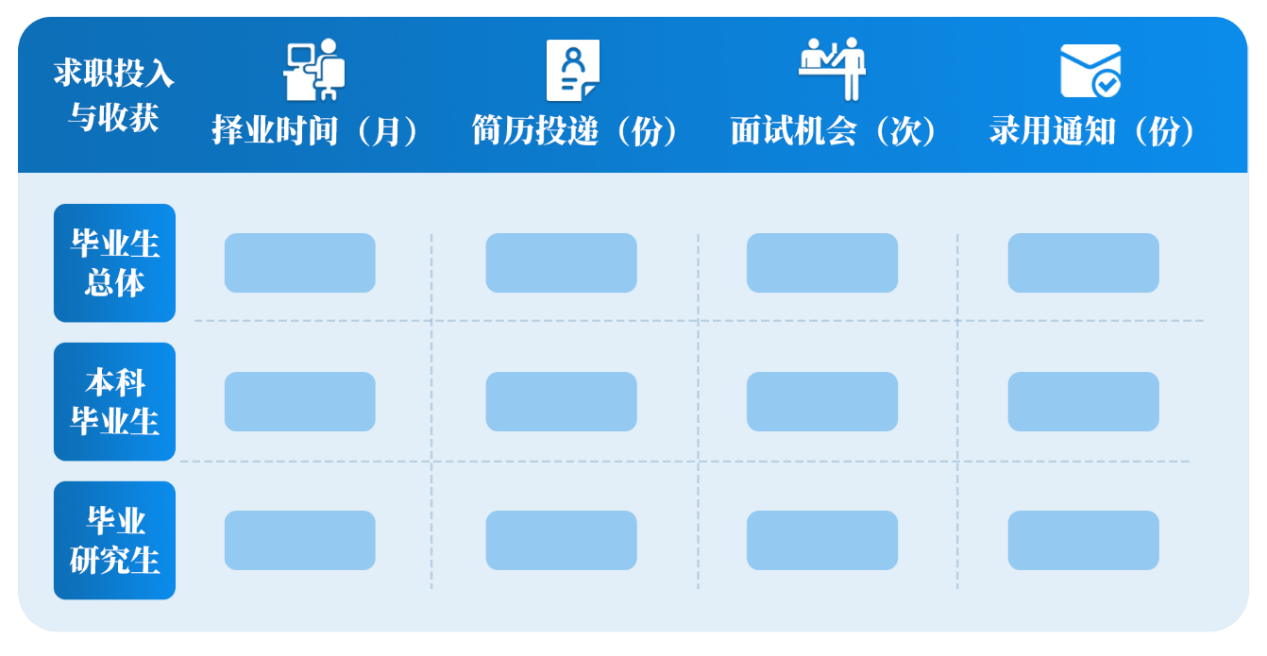 求职投入
与收获
择业时间（月）
简历投递（份）
面试机会（次）
录用通知（份）
毕业生
总体
本科
毕业生
毕业
研究生